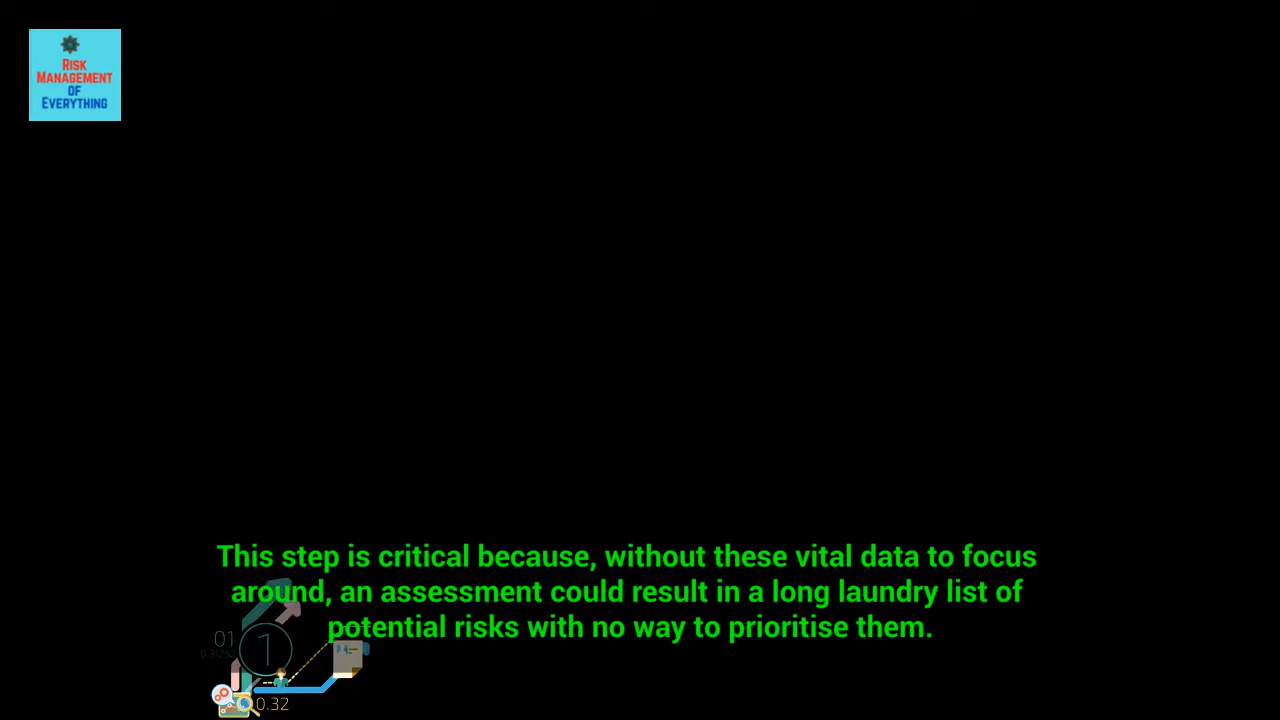 RISK
MANAGEMENT
OF
EVERYTHING
This step is critical because, without these vital data to focus
around, an assessment could result in a long laundry list of
potential risks with no way to prioritise them.
01
1
0.32